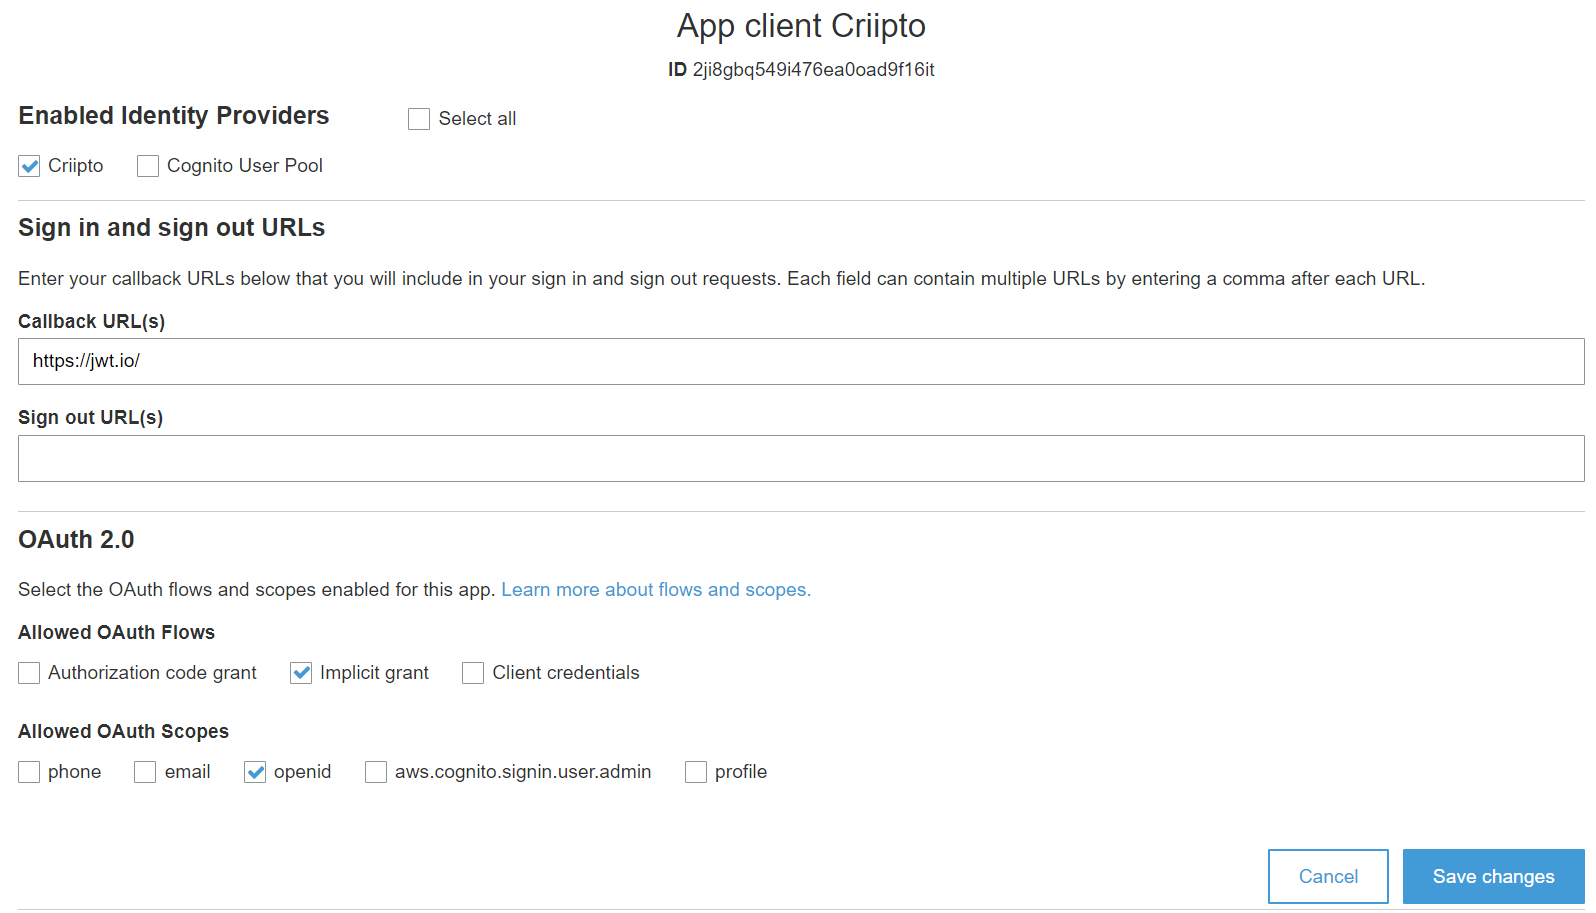 App client Criipto
ID 2ji8gbq549i476ea0oad9f16it
Enabled Identity Providers Select all
Criipto Cognito User Pool
Sign in and sign out URLs
Enter your callback URLs below that you will include in your sign in and sign out requests. Each field can contain multiple URLs by entering a comma after each URL.
Callback URL(s)
https://jwt.io/
Sign out URL(s)
OAuth 2.0
Select the OAuth flows and scopes enabled for this app. Learn more about flows and scopes.
Allowed OAuth Flows
Authorization code grant Implicit grant Client credentials
Allowed OAuth Scopes
phone email openid aws.cognito.signin.user.admin profile
Cancel Save changes